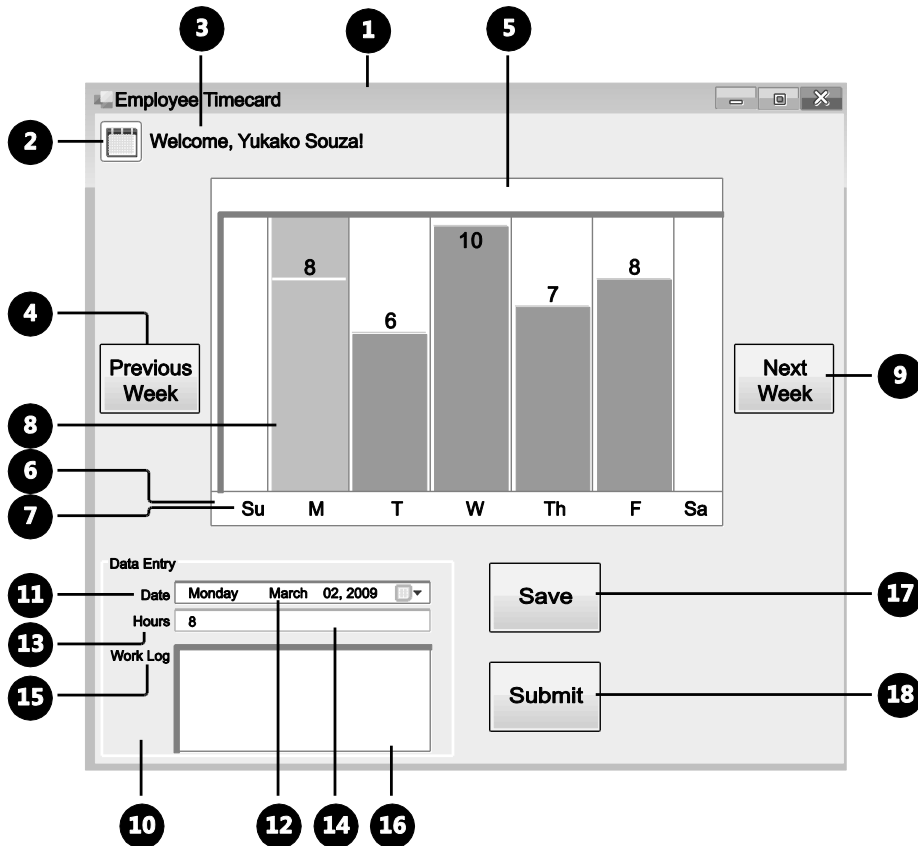 3 1 5
Employee Timecard
2 Welcome, Yukako Souza!
10
8 8
7
6
4
Previous
Week
Next
Week
9
8
6
7
Su M T W Th F Sa
Data Entry
11 Date Monday March 02, 2009
Save 17
13 Hours 8
15 Work Log
Submit 18
10 12 14 16